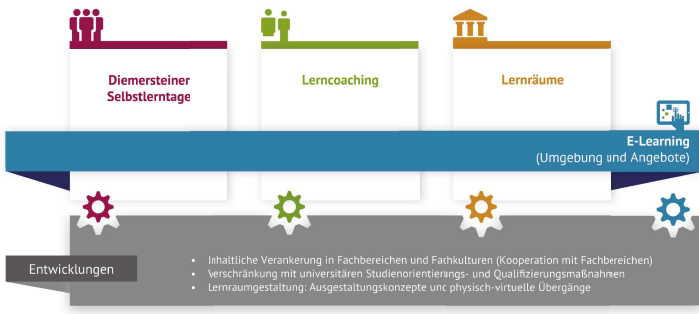 Diemersteiner
Selbstlerntage
Lerncoaching
Lernräume
E-Learning
(Umgebung und Angebote)
Entwicklungen
• Inhaltliche Verankerung in Fachbereichen und Fachkulturen (Kooperation mit Fachbereichen)
• Verschränkung mit universitären Studienorientierungs- und Qualifizierungsmaßnahmen
• Lernraumgestaltung: Ausgestaltungskonzepte und physisch-virtuelle Übergänge